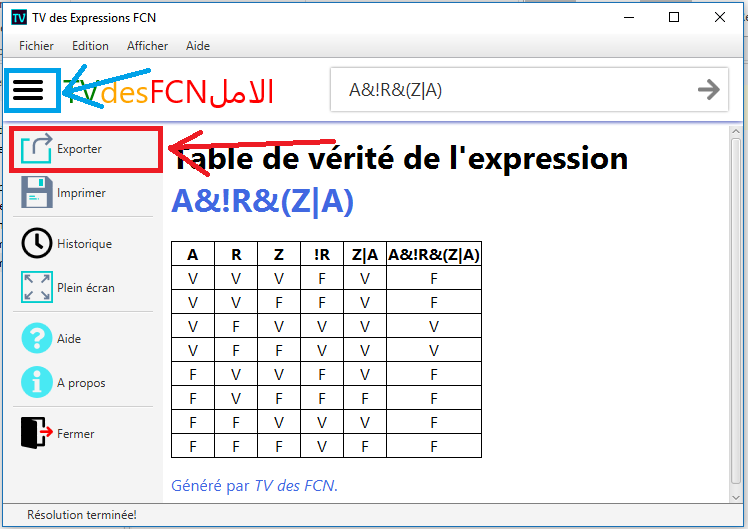 TV des Expressions FCN
Fichier Edition Afficher Aide
TVdesFCNالامل
A&!R&(Z|A)
Exporter
Imprimer
Historique
Plein écran
Aide
A propos
Fermer
Table de vérité de l'expression
A&!R&(Z|A)
A R Z !R Z|A A&!R&(Z|A)
V V V F V F
V V F F V F
V F V V V V
V F F V V V
F V V F V F
F V F F F F
F F V V V F
F F F V F F
Généré par TV des FCN.
Résolution terminée!